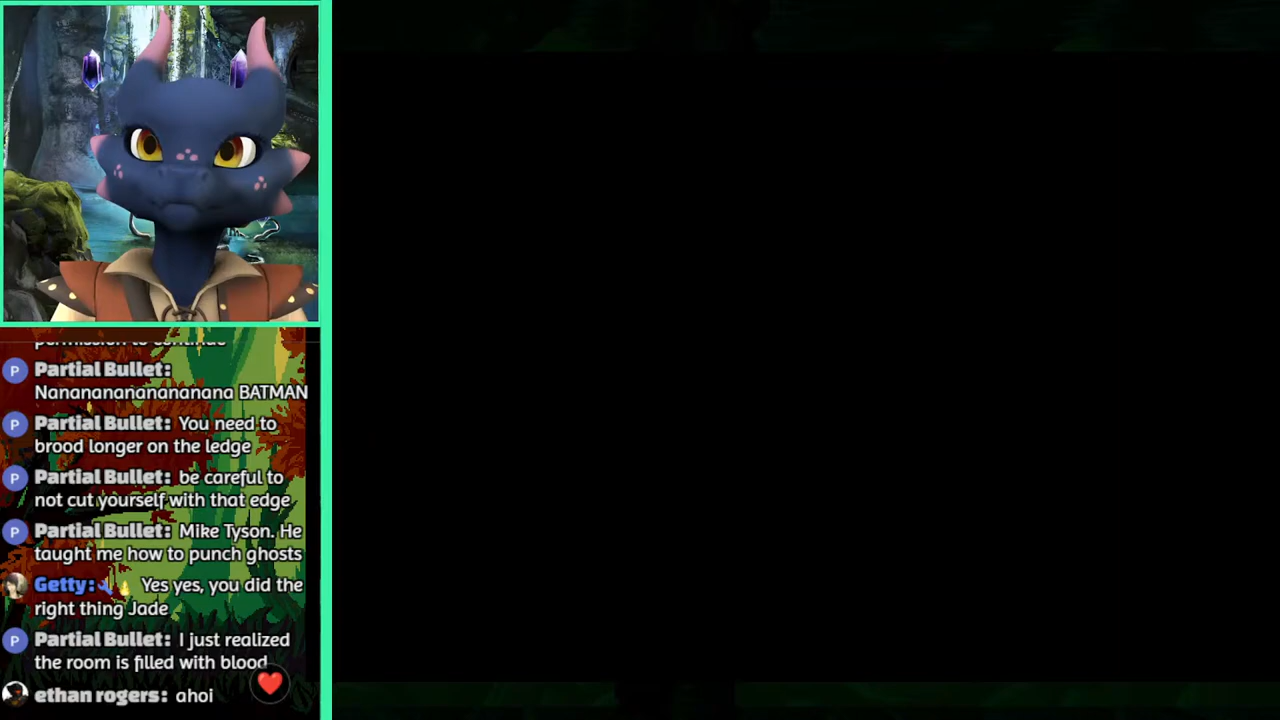 permission to continue
P Partial Bullet:
Nanananananananana BATMAN
P Partial Bullet: You need to
brood longer on the ledge
P Partial Bullet: be careful to
not cut yourself with that edge
P Partial Bullet: Mike Tyson. He
taught me how to punch ghosts
Getty: Yes yes, you did the
right thing Jade
P Partial Bullet: I just realized
the room is filled with blood
ethan rogers: ahoi